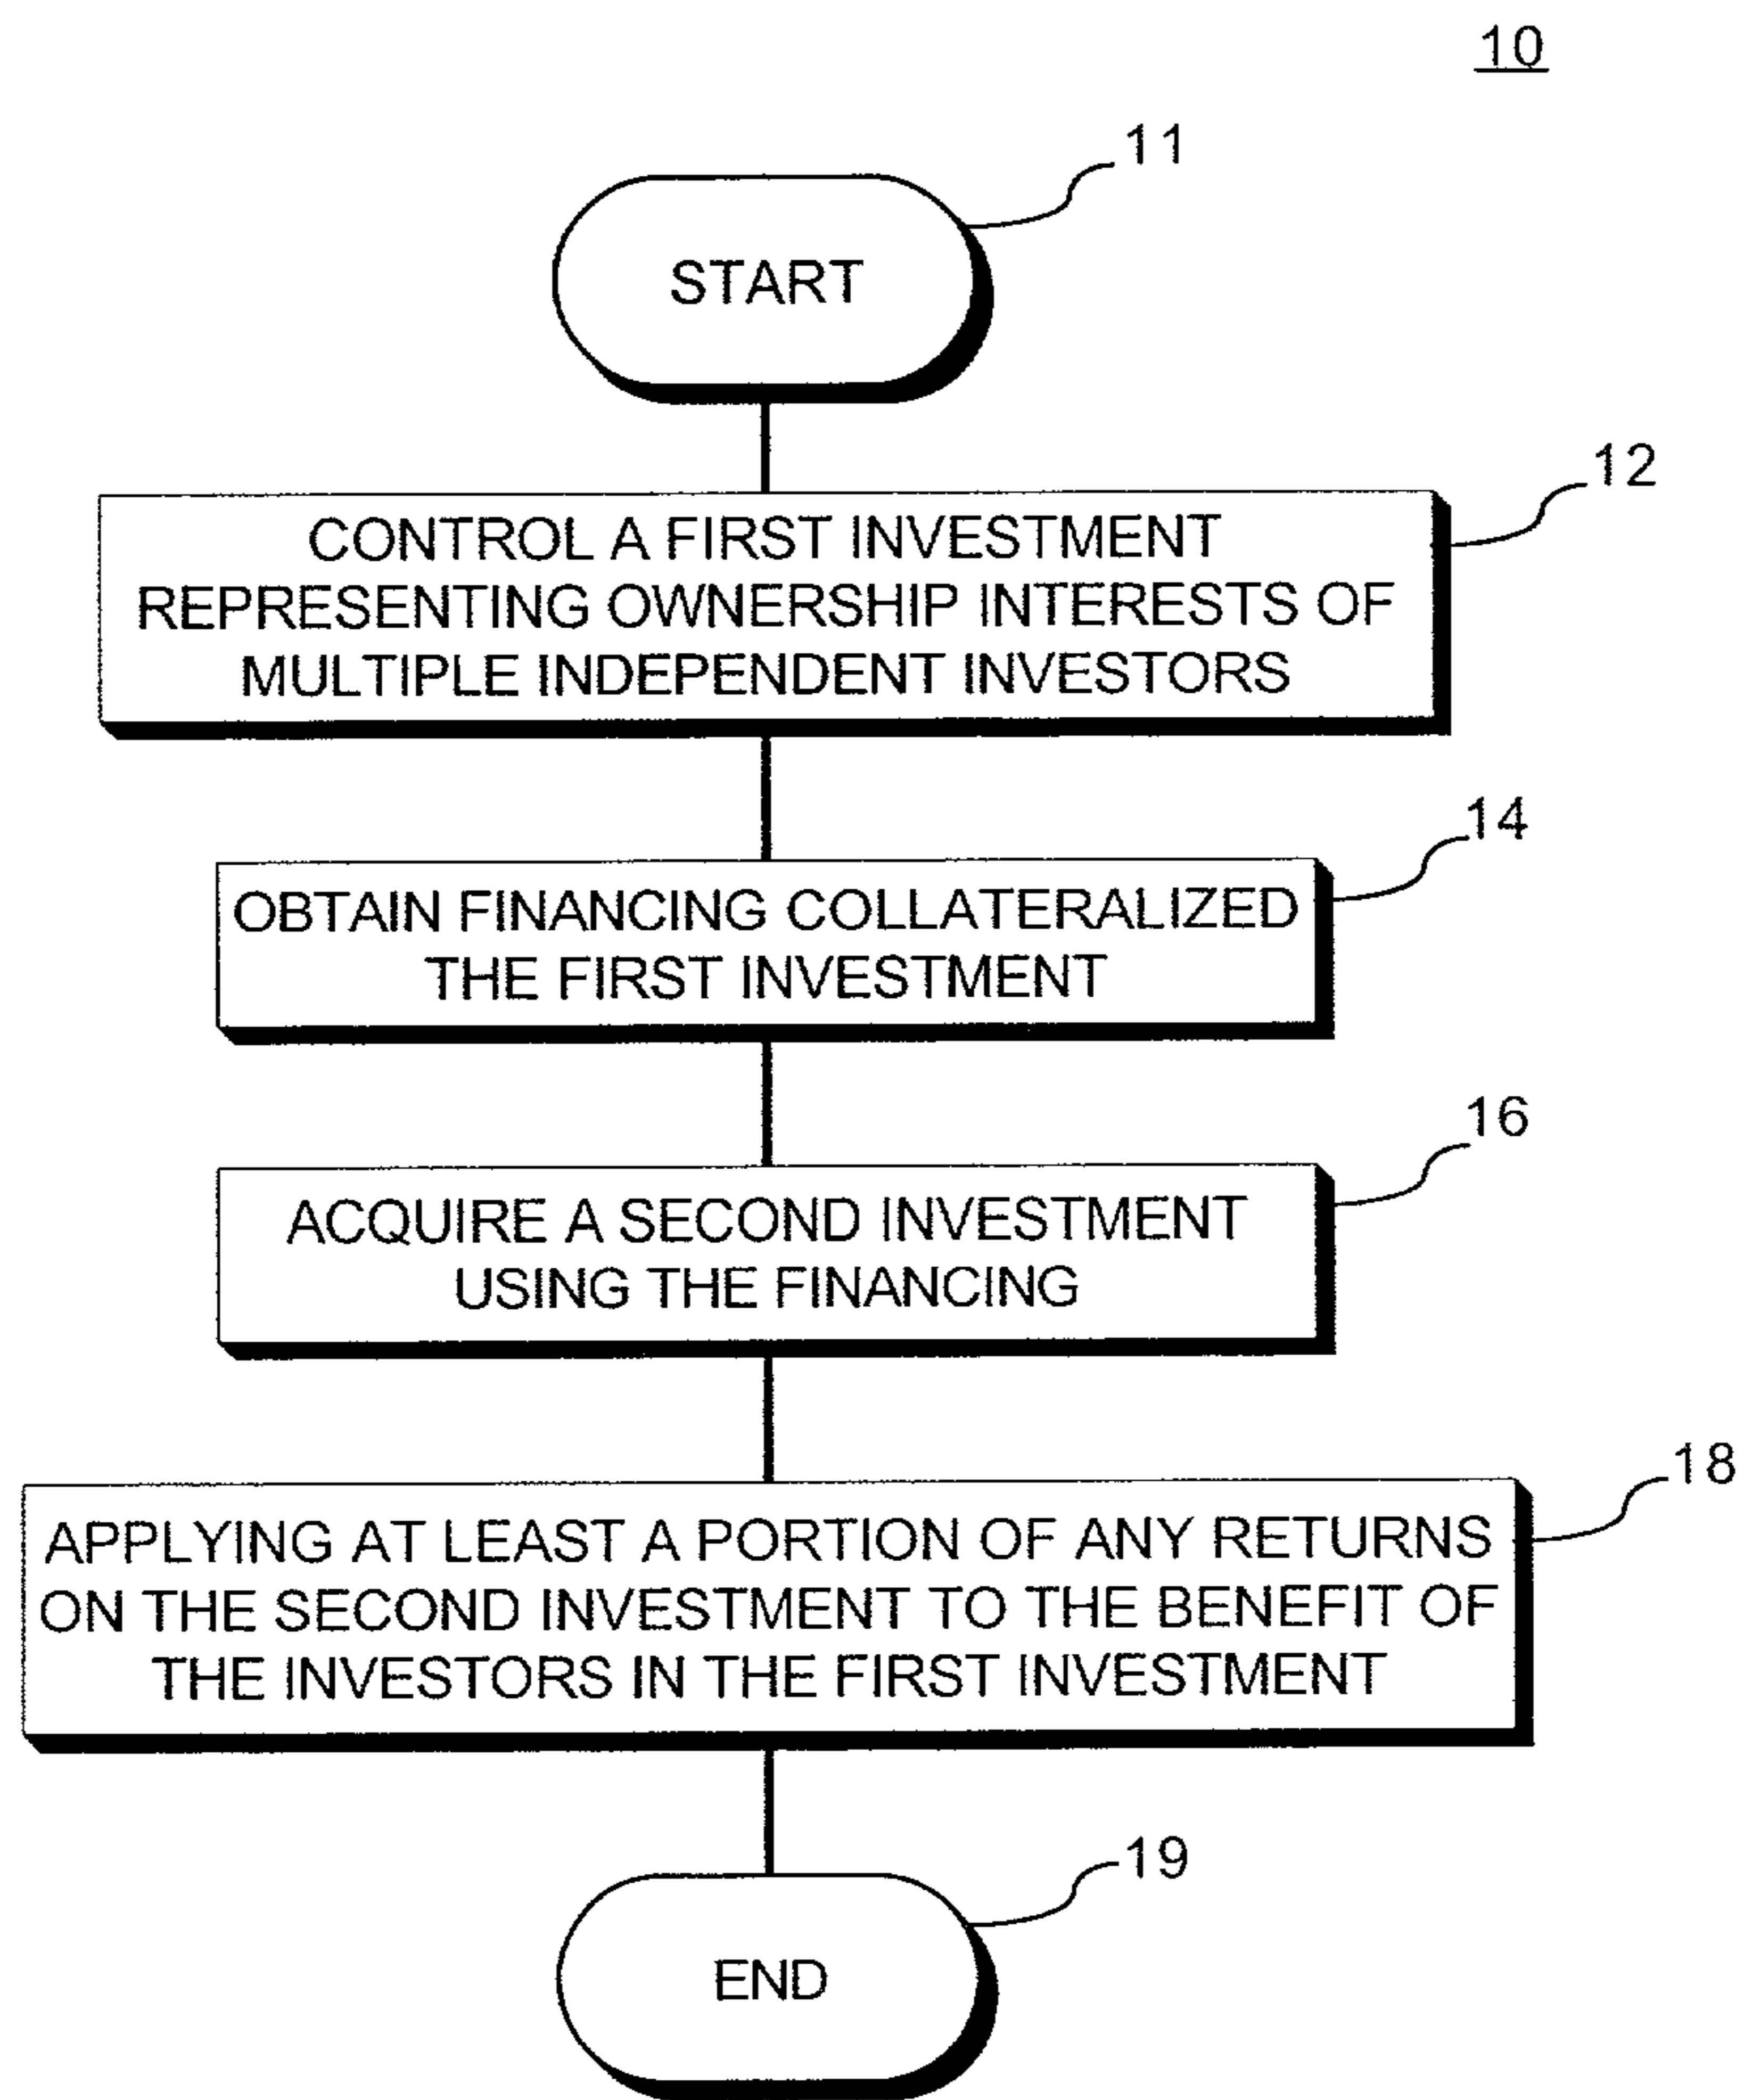 10
11
START
12
CONTROL A FIRST INVESTMENT
REPRESENTING OWNERSHIP INTERESTS OF
MULTIPLE INDEPENDENT INVESTORS
14
OBTAIN FINANCING COLLATERALIZED
THE FIRST INVESTMENT
16
ACQUIRE A SECOND INVESTMENT
USING THE FINANCING
18
APPLYING AT LEAST A PORTION OF ANY RETURNS
ON THE SECOND INVESTMENT TO THE BENEFIT OF
THE INVESTORS IN THE FIRST INVESTMENT
19
END